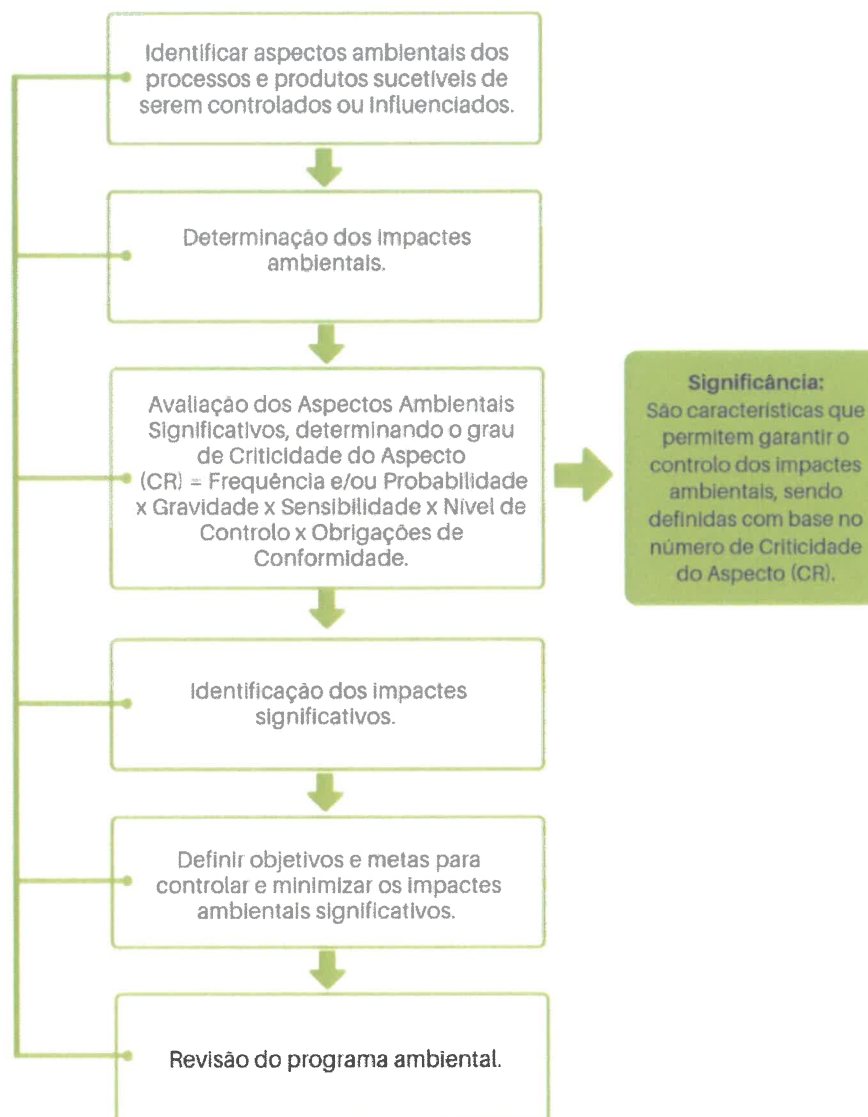 Identificar aspectos ambientais dos
processos e produtos sucetíveis de
serem controlados ou influenciados.
Determinação dos impactes
ambientais.
Avaliação dos Aspectos Ambientais
Significativos, determinando o grau
de Criticidade do Aspecto
(CR) = Frequência e/ou Probabilidade
x Gravidade x Sensibilidade x Nível de
Controlo x Obrigações de
Conformidade.
Significância:
São características que
permitem garantir o
controlo dos impactes
ambientais, sendo
definidas com base no
número de Criticidade
do Aspecto (CR).
Identificação dos impactes
significativos.
Definir objetivos e metas para
controlar e minimizar os impactes
ambientais significativos.
Revisão do programa ambiental.